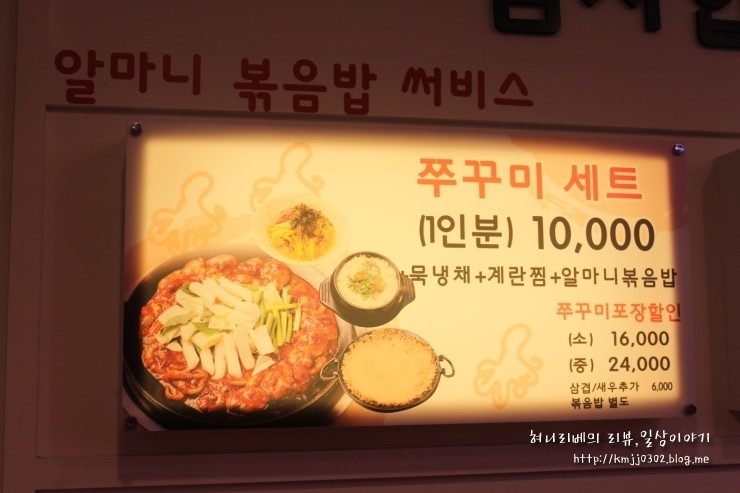 알마니 볶음밥 써비스
쭈꾸미 세트
(1인분) 10,000
+묵냉채+계란찜+알마니볶음밥
쭈꾸미포장할인
(소) 16,000
(중) 24,000
삼겹/새우추가 6,000
볶음밥 별도
허니리베의 리뷰,일상이야기
http://kmjj0302.blog.me